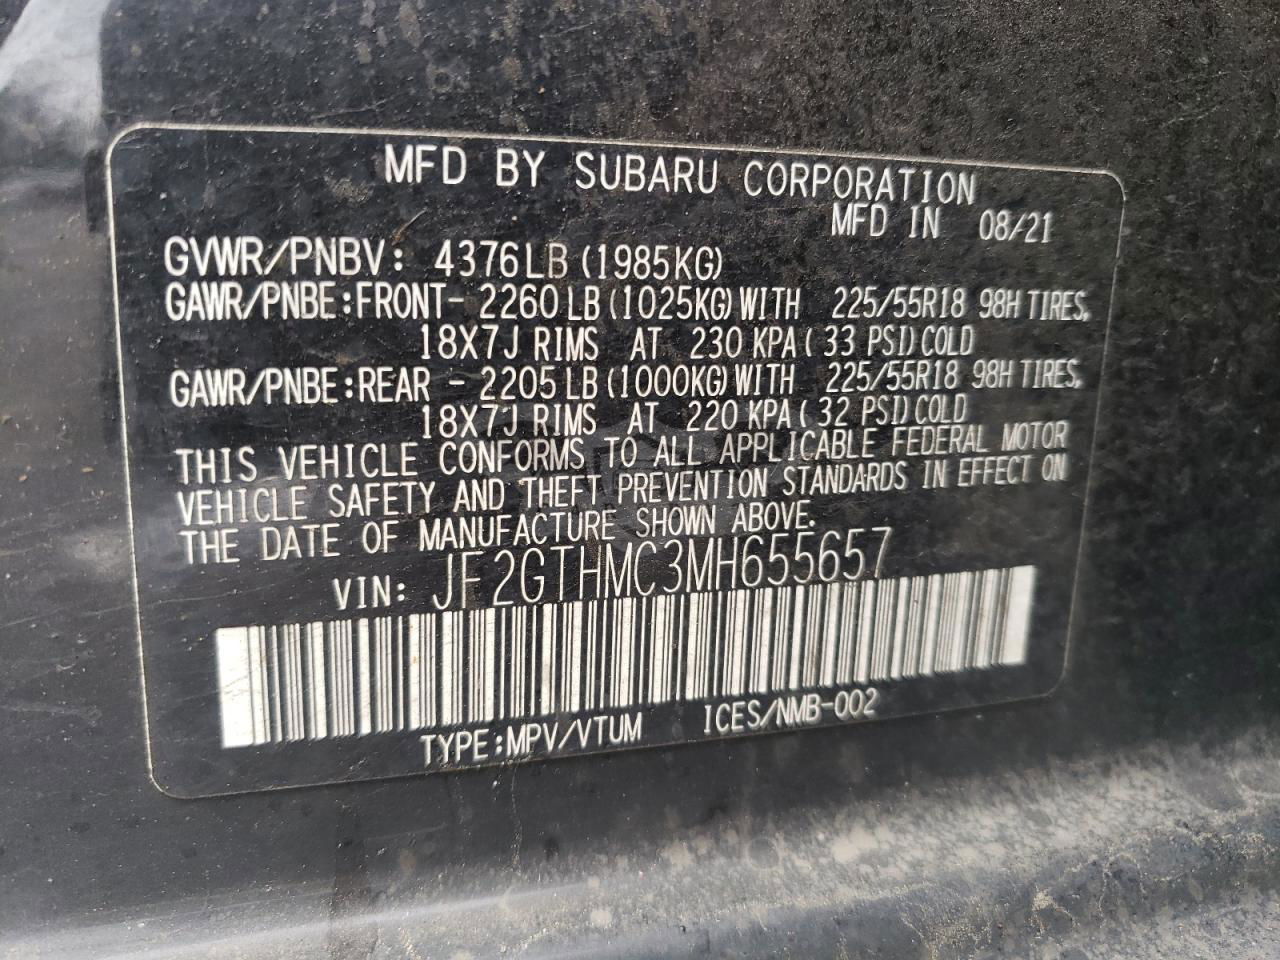 MFD BY SUBARU CORPORATION
MFD IN 08/21
GVWR/PNBV: 4376LB (1985KG)
GAWR/PNBE:FRONT- 2260 LB (1025KG) WITH 225/55R18 98H TIRES,
18X7J RIMS AT 230 KPA ( 33 PSI) COLD
GAWR/PNBE:REAR - 2205 LB (1000KG) WITH 225/55R18 98H TIRES,
18X7J RIMS AT 220 KPA ( 32 PSI) COLD
THIS VEHICLE CONFORMS TO ALL APPLICABLE FEDERAL MOTOR
VEHICLE SAFETY AND THEFT PREVENTION STANDARDS IN EFFECT ON
THE DATE OF MANUFACTURE SHOWN ABOVE.
VIN: JF2GTHMC3MH655657
TYPE:MPV/VTUM ICES/NMB-002